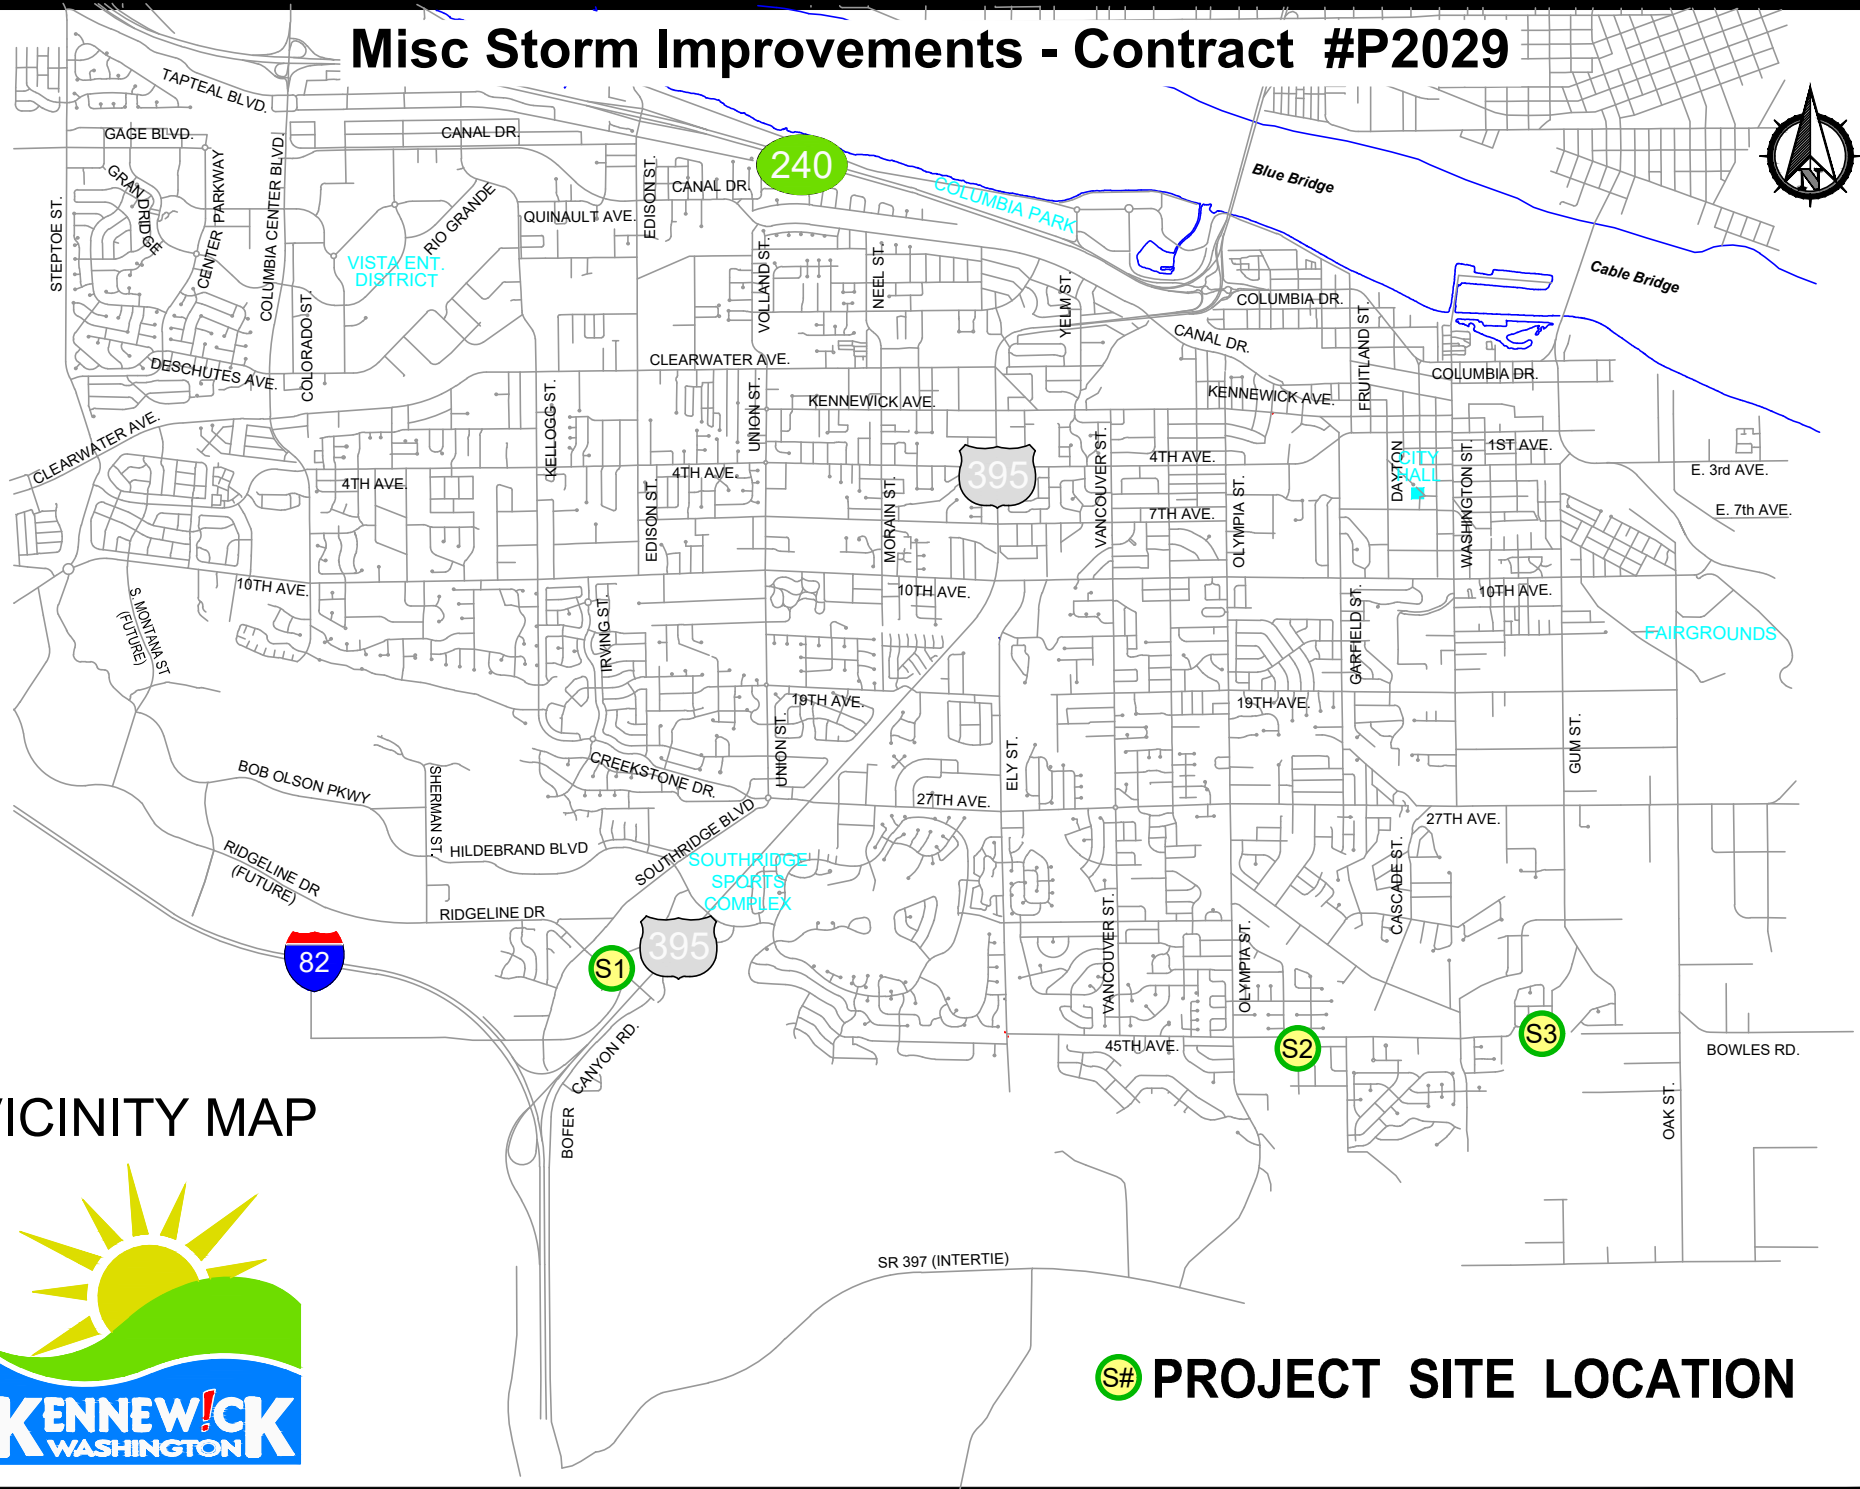 Misc Storm Improvements - Contract #P2029
TAPTEAL BLVD.
GAGE BLVD.
CANAL DR.
240
CANAL DR.
COLUMBIA PARK
Blue Bridge
N
GRANDRIDGE
CENTER PARKWAY
COLUMBIA CENTER BLVD.
STEPTOE ST.
RIO GRANDE
QUINAULT AVE.
EDISON ST.
VISTA ENT.
DISTRICT
VOLLAND ST.
NEEL ST.
YELM ST.
COLUMBIA DR.
Cable Bridge
COLORADO ST.
FRUITLAND ST.
CANAL DR.
DESCHUTES AVE.
CLEARWATER AVE.
COLUMBIA DR.
KENNEWICK AVE.
KENNEWICK AVE.
UNION ST.
KELLOGG ST.
CLEARWATER AVE.
4TH AVE.
4TH AVE.
395
VANCOUVER ST.
4TH AVE.
DAYTON
CITY
HALL
WASHINGTON ST.
1ST AVE.
E. 3rd AVE.
E. 7th AVE.
EDISON ST.
MORAIN ST.
7TH AVE.
OLYMPIA ST.
10TH AVE.
10TH AVE.
10TH AVE.
S. MONTANA ST
(FUTURE)
IRVING ST.
GARFIELD ST.
FAIRGROUNDS
19TH AVE.
19TH AVE.
UNION ST.
ELY ST.
GUM ST.
BOB OLSON PKWY
SHERMAN ST.
CREEKSTONE DR.
27TH AVE.
27TH AVE.
HILDEBRAND BLVD
SOUTHRIDGE BLVD
SOUTHRIDGE
SPORTS
COMPLEX
RIDGELINE DR
(FUTURE)
CASCADE ST.
RIDGELINE DR
395
82
S1
VANCOUVER ST.
OLYMPIA ST.
S2
S3
45TH AVE.
BOWLES RD.
CANYON RD.
BOFER
OAK ST.
VICINITY MAP
SR 397 (INTERTIE)
S# PROJECT SITE LOCATION
KENNEW!CK
WASHINGTON